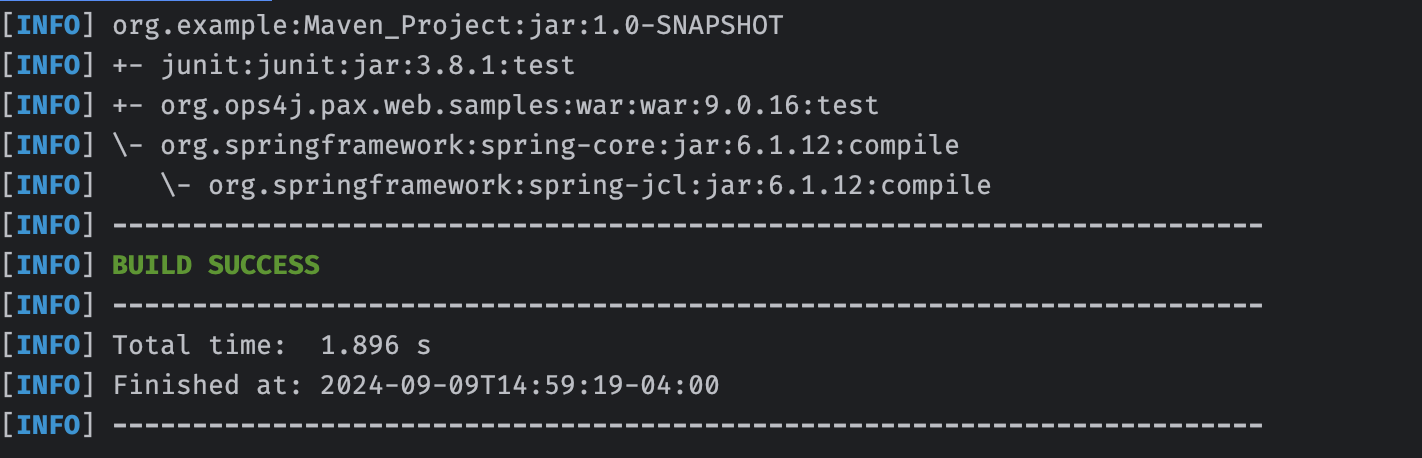 [INFO] org.example:Maven_Project:jar:1.0-SNAPSHOT
[INFO] +- junit:junit:jar:3.8.1:test
[INFO] +- org.ops4j.pax.web.samples:war:war:9.0.16:test
[INFO] \- org.springframework:spring-core:jar:6.1.12:compile
[INFO]    \- org.springframework:spring-jcl:jar:6.1.12:compile
[INFO] ------------------------------------------------------------------------
[INFO] BUILD SUCCESS
[INFO] ------------------------------------------------------------------------
[INFO] Total time:  1.896 s
[INFO] Finished at: 2024-09-09T14:59:19-04:00
[INFO] ------------------------------------------------------------------------